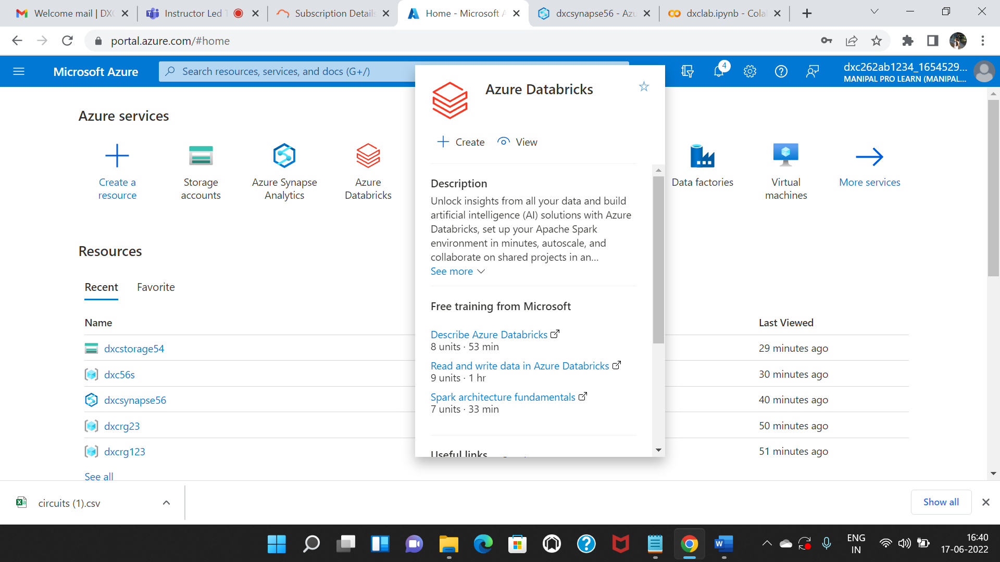 Welcome mail | DXC
Instructor Led T
Subscription Details
Home - Microsoft A
dxcsynapse56 - Azu
dxclab.ipynb - Colal
portal.azure.com/#home
Microsoft Azure
Search resources, services, and docs (G+/)
4
dxc262ab1234_1654529...
MANIPAL PRO LEARN (MANIPAL...
Azure services
Create a
resource
Storage
accounts
Azure Synapse
Analytics
Azure
Databricks
Data factories
Virtual
machines
More services
Azure Databricks
Create
View
Description
Unlock insights from all your data and build
artificial intelligence (AI) solutions with Azure
Databricks, set up your Apache Spark
environment in minutes, autoscale, and
collaborate on shared projects in an...
See more
Free training from Microsoft
Describe Azure Databricks
8 units · 53 min
Read and write data in Azure Databricks
9 units · 1 hr
Spark architecture fundamentals
7 units · 33 min
Useful links
Resources
Recent
Favorite
Name
Last Viewed
dxcstorage54
29 minutes ago
dxc56s
30 minutes ago
dxcsynapse56
40 minutes ago
dxcrg23
50 minutes ago
dxcrg123
51 minutes ago
See all
circuits (1).csv
Show all
ENG
IN
16:40
17-06-2022